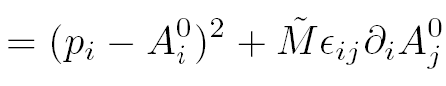 = (p_i - A_i^0)^2 + \tilde{M} \epsilon_{ij} \partial_i A_j^0